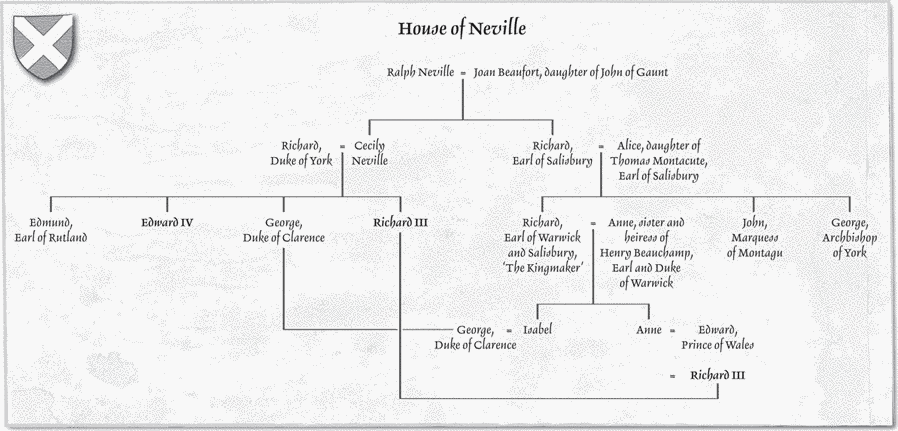 House of Neville
Ralph Neville = Joan Beaufort, daughter of John of Gaunt
Richard,
Duke of York
=
Cecily
Neville
Richard,
Earl of Salisbury
=
Alice, daughter of
Thomas Montacute,
Earl of Salisbury
Edmund,
Earl of Rutland
Edward IV
George,
Duke of Clarence
Richard III
Richard,
Earl of Warwick
and Salisbury,
'The Kingmaker'
=
Anne, sister and
heiress of
Henry Beauchamp,
Earl and Duke
of Warwick
John,
Marquess
of Montagu
George,
Archbishop
of York
George,
Duke of Clarence
=
Isabel
Anne
=
Edward,
Prince of Wales
= Richard III